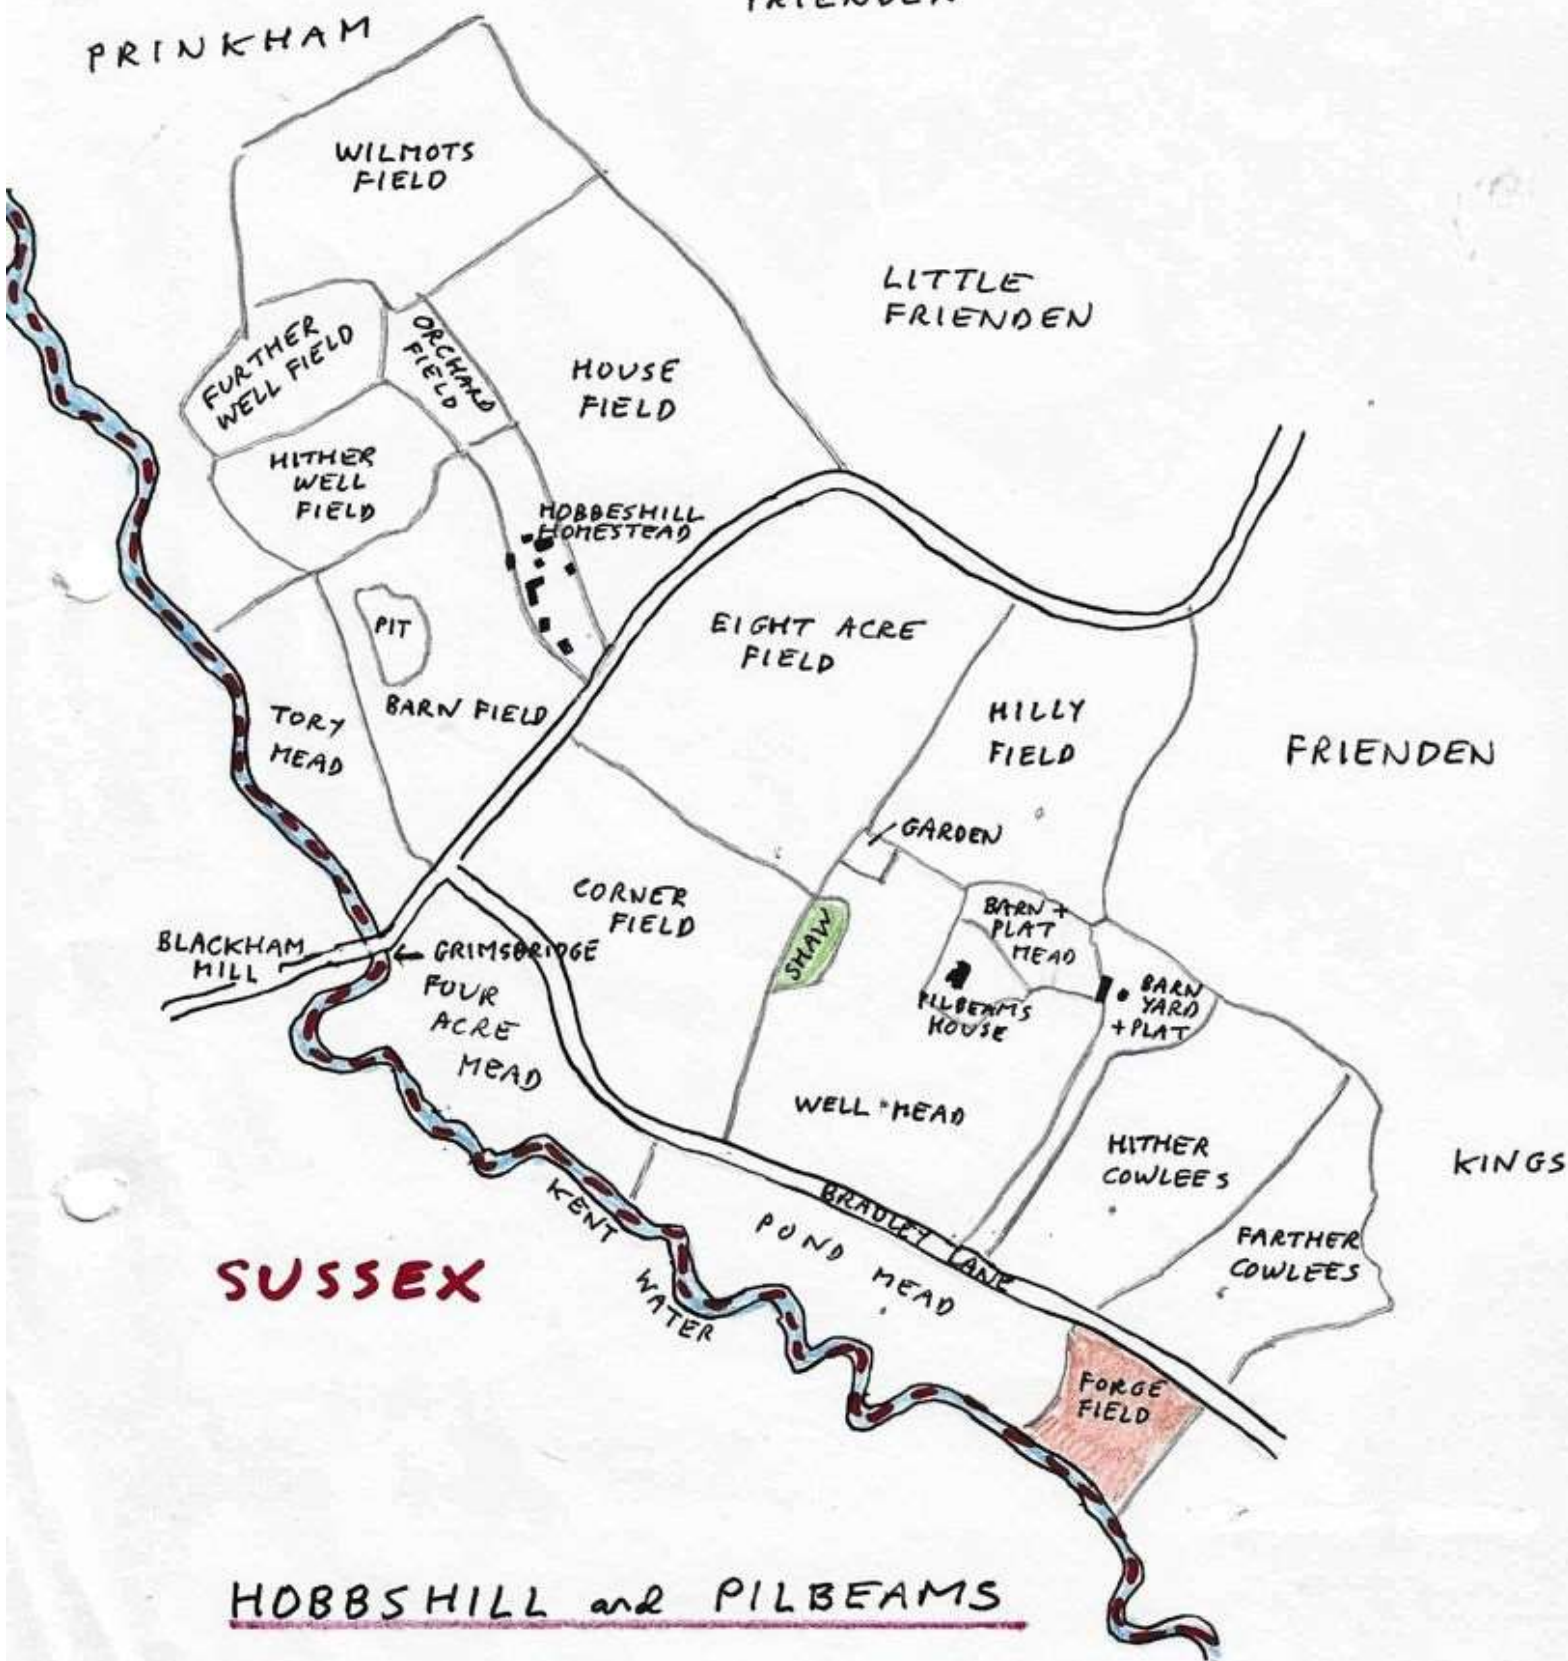 FRIENDEN
PRINKHAM
WILMOTS
FIELD
LITTLE
FRIENDEN
FURTHER
WELL FIELD
ORCHARD
FIELD
HOUSE
FIELD
HITHER
WELL
FIELD
HOBBESHILL
HOMESTEAD
PIT
EIGHT ACRE
FIELD
TORY
MEAD
BARN FIELD
HILLY
FIELD
FRIENDEN
GARDEN
CORNER
FIELD
SHAW
BARN +
PLAT
MEAD
BLACKHAM
MILL
GRIMSBRIDGE
FOUR
ACRE
MEAD
PILBEAMS
HOUSE
BARN
YARD
+ PLAT
WELL MEAD
HITHER
COWLEES
KINGS
KENT
WATER
BRADLEY LANE
POND MEAD
FARTHER
COWLEES
SUSSEX
FORGE
FIELD
HOBBSHILL and PILBEAMS